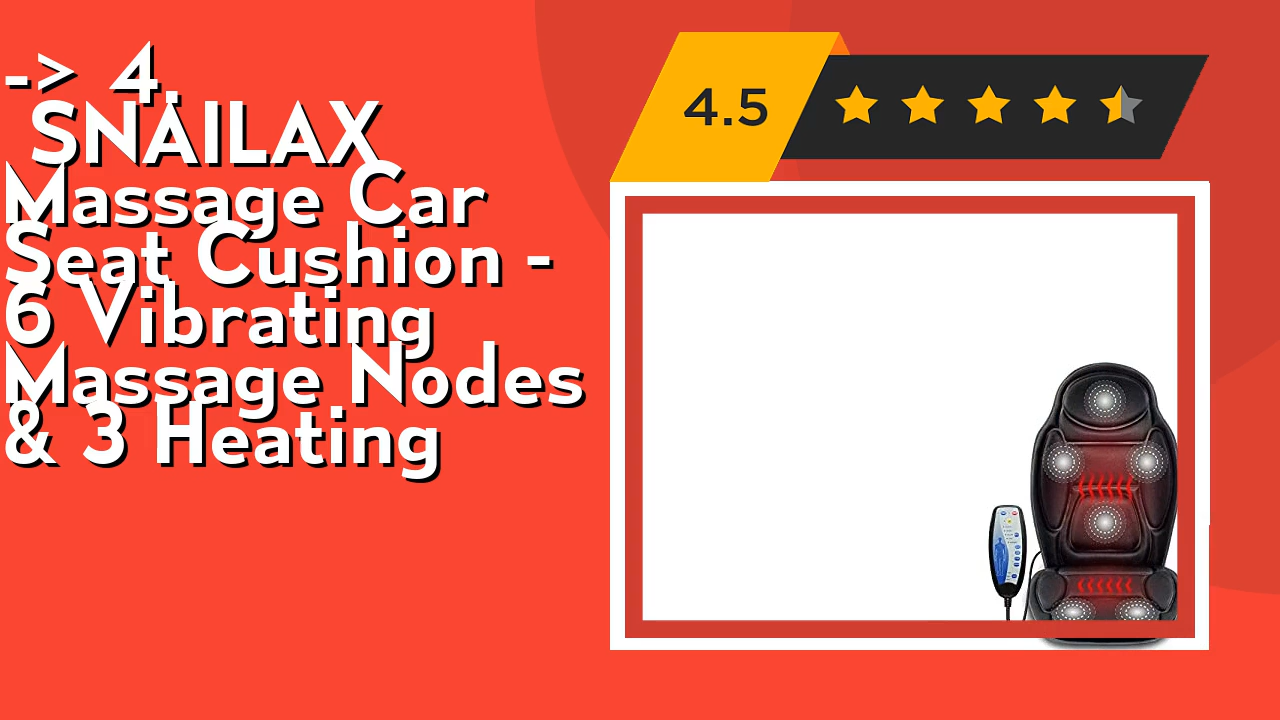 -> 4.
SNAILAX
Massage Car
Seat Cushion -
6 Vibrating
Massage Nodes
& 3 Heating
4.5